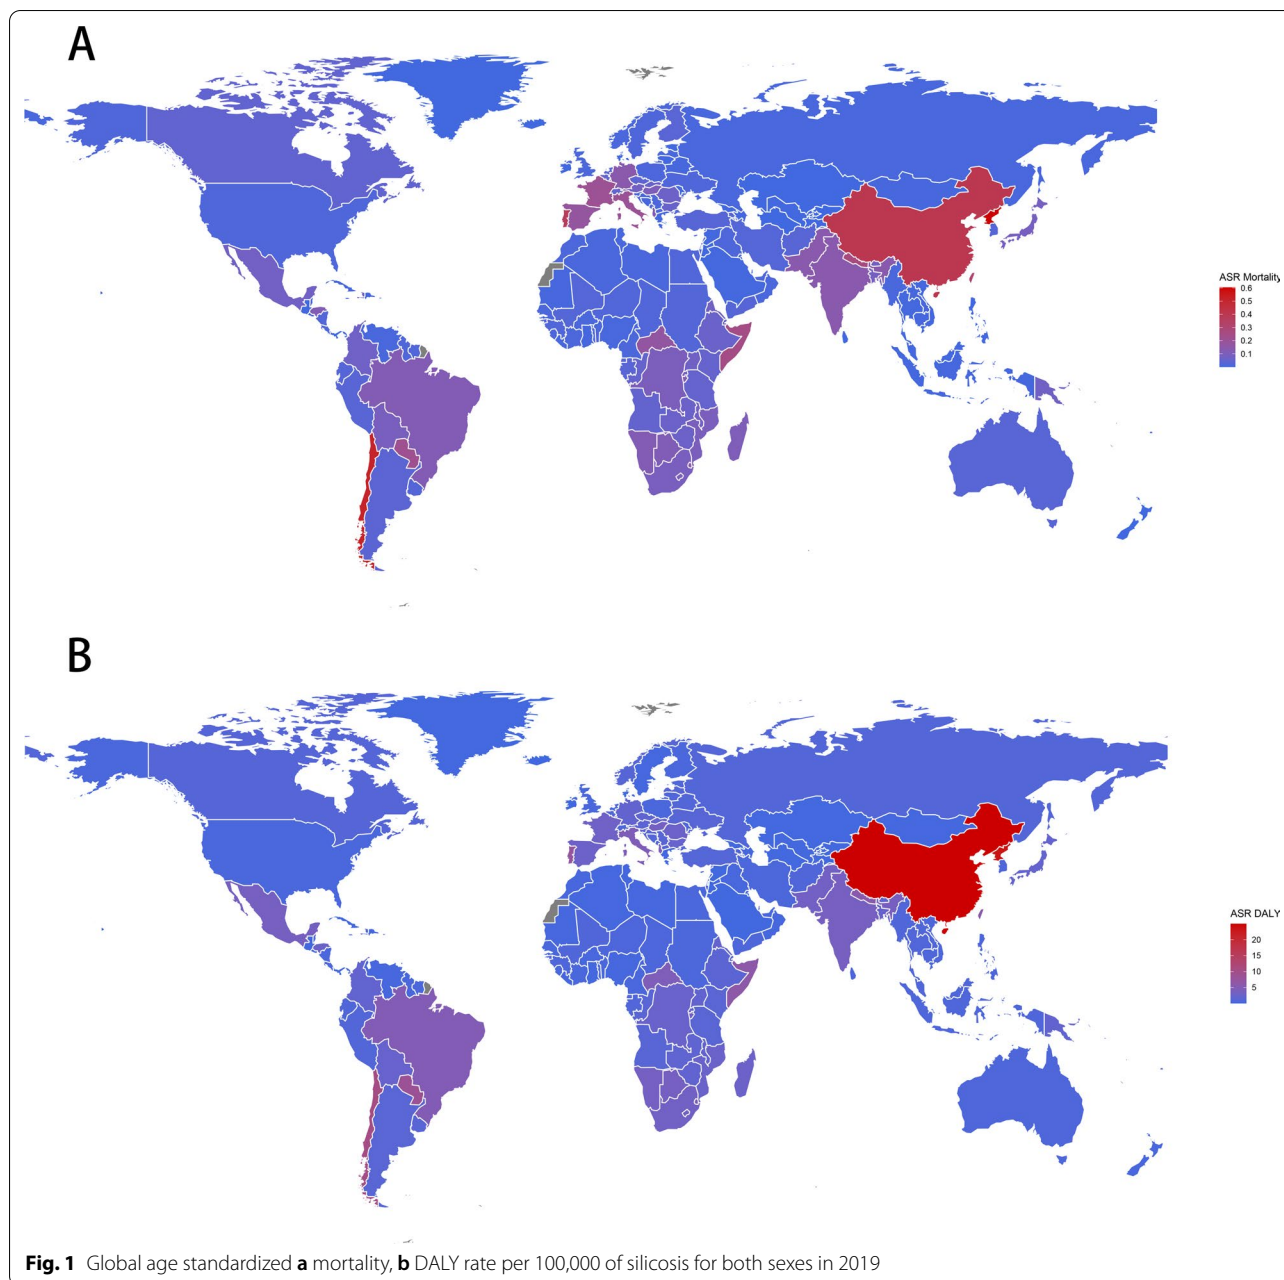 A
ASR Mortality
0.6
0.5
0.4
0.3
0.2
0.1
B
ASR DALY
20
15
10
5
Fig. 1 Global age standardized a mortality, b DALY rate per 100,000 of silicosis for both sexes in 2019